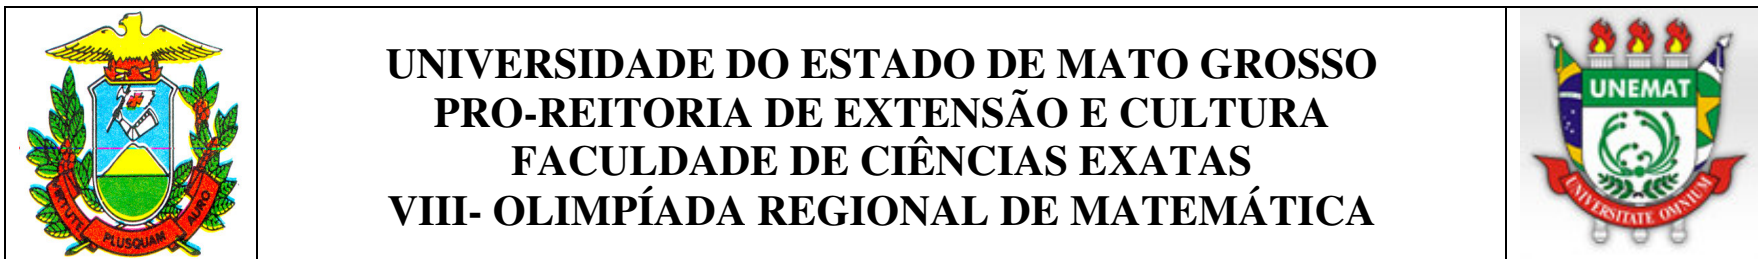 UNIVERSIDADE DO ESTADO DE MATO GROSSO
PRO-REITORIA DE EXTENSÃO E CULTURA
FACULDADE DE CIÊNCIAS EXATAS
VIII- OLIMPÍADA REGIONAL DE MATEMÁTICA
VIRTUTE PLUSQUAM AURO
UNEMAT
UNIVERSITATE OMNIUM